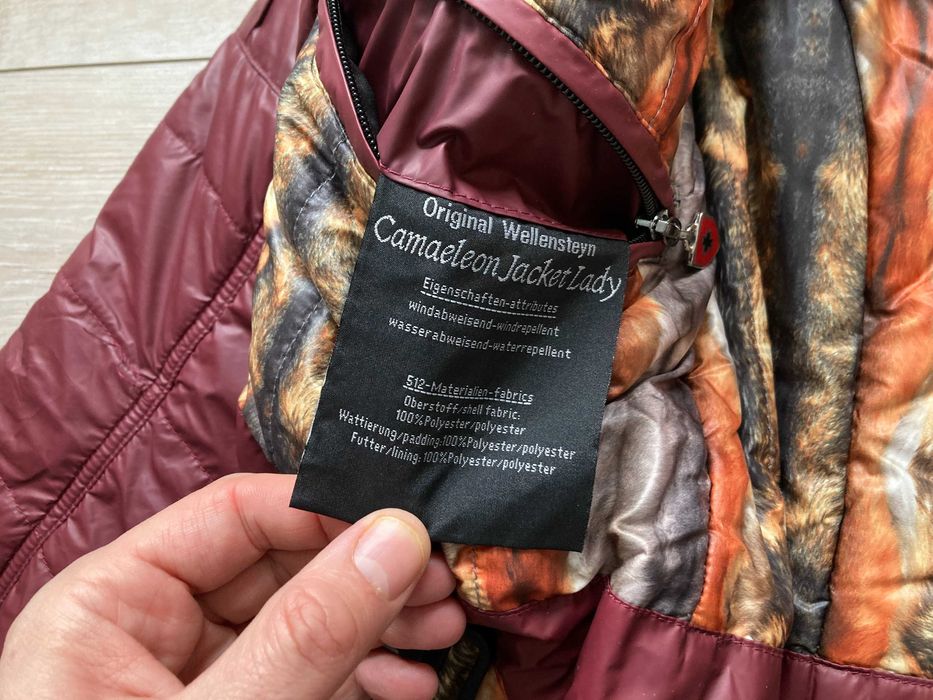 Original Wellensteyn
Camaeleon Jacket Lady
Eigenschaften-attributes
windabweisend-windrepellent
wasserabweisend-waterrepellent
512-Materialien-fabrics
Oberstoff/shell fabric:
100%Polyester/polyester
Wattierung/padding:100%Polyester/polyester
Futter/lining: 100%Polyester/polyester